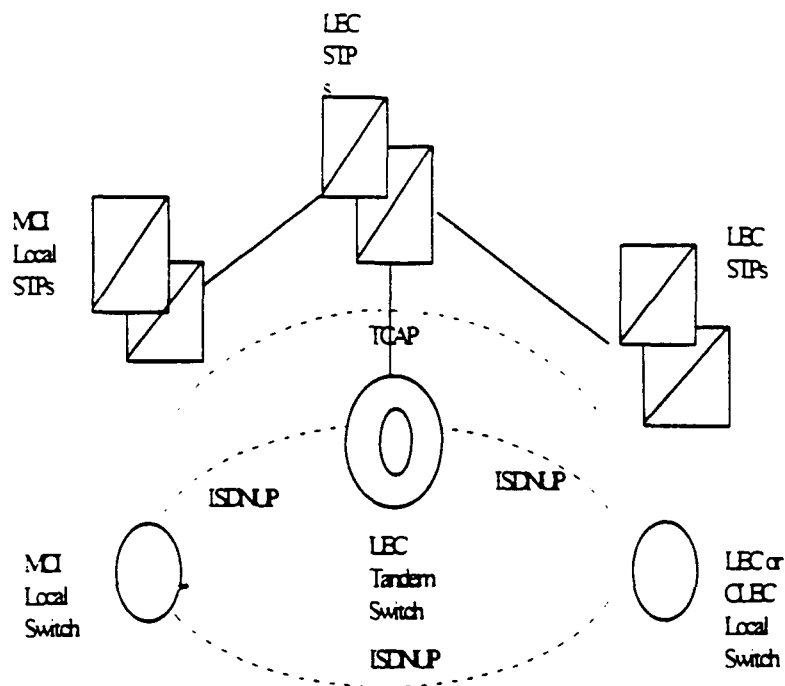 LEC
STP
s
MCI
Local
STPs
LEC
STPs
TCAP
ISDNUP
ISDNUP
MCI
Local
Switch
LEC
Tandem
Switch
LEC or
CLEC
Local
Switch
ISDNUP